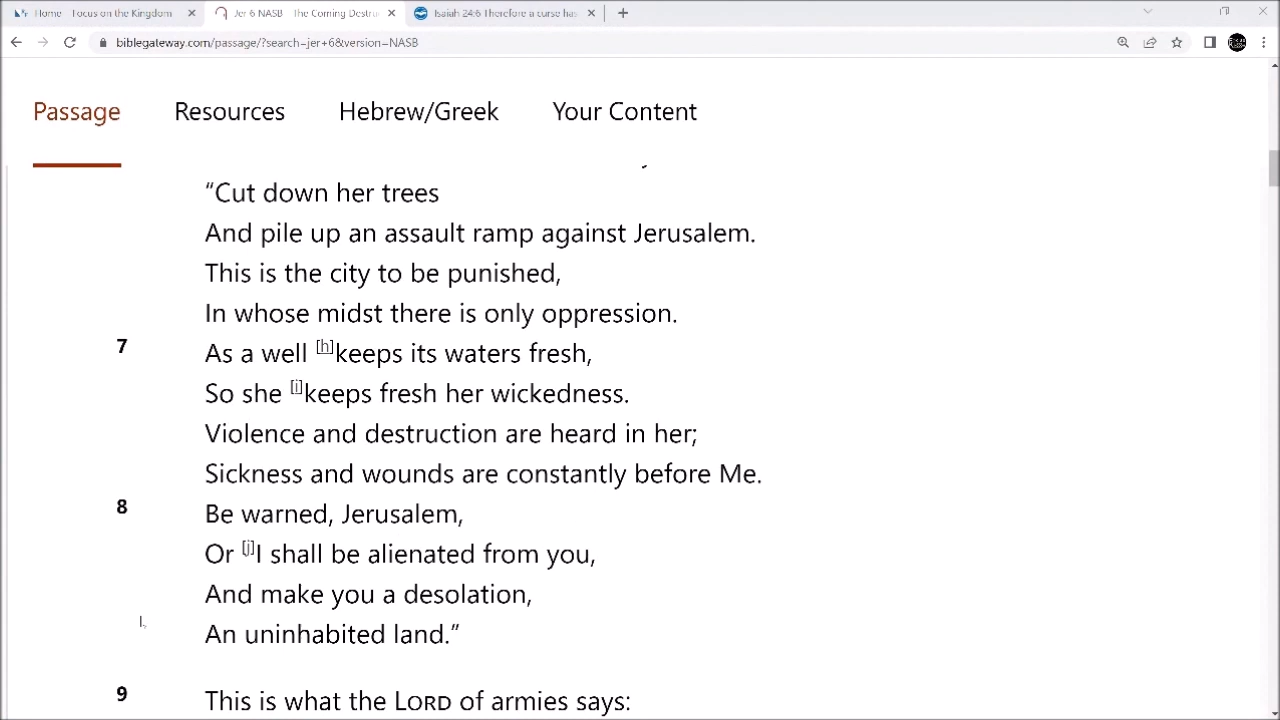 Home - Focus on the Kingdom
Jer 6 NASB - The Coming Destru
Isaiah 24:6 Therefore a curse has
biblegateway.com/passage/?search=jer+6&version=NASB
Passage Resources Hebrew/Greek Your Content
“Cut down her trees
And pile up an assault ramp against Jerusalem.
This is the city to be punished,
In whose midst there is only oppression.
7 As a well [h]keeps its waters fresh,
So she [i]keeps fresh her wickedness.
Violence and destruction are heard in her;
Sickness and wounds are constantly before Me.
8 Be warned, Jerusalem,
Or [j]I shall be alienated from you,
And make you a desolation,
An uninhabited land.”
9 This is what the LORD of armies says: